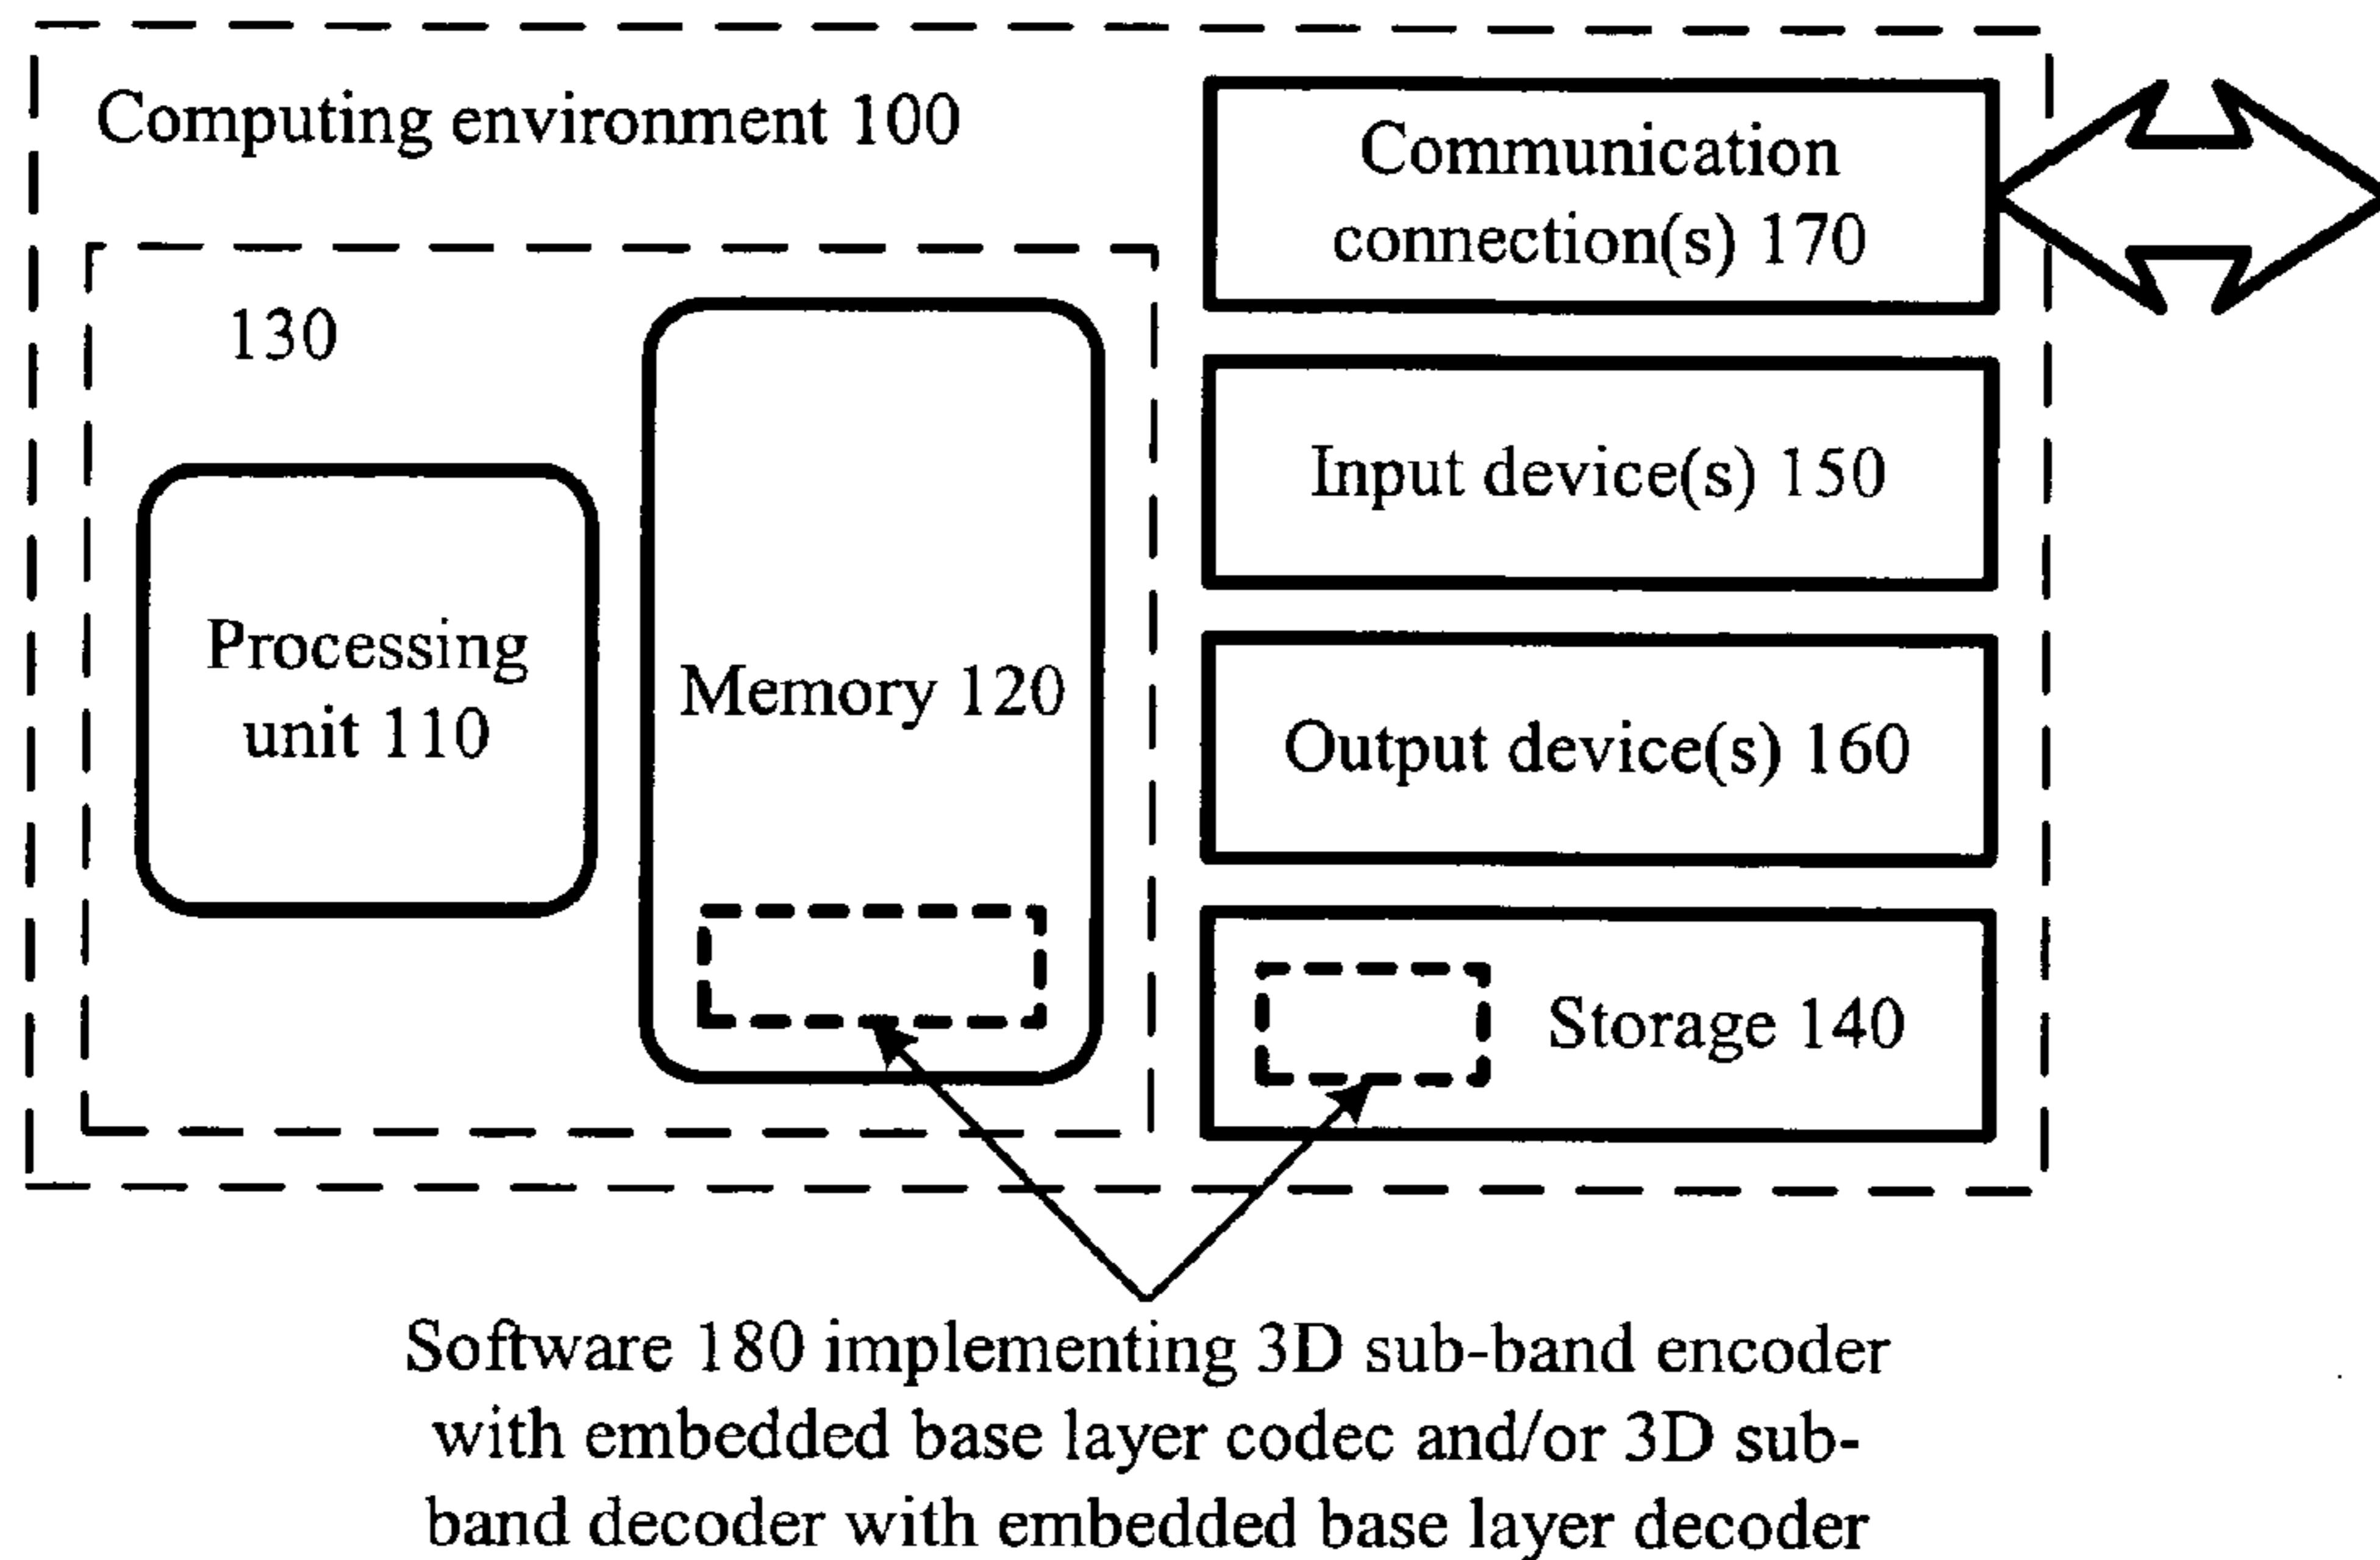 Computing environment 100
Communication
connection(s) 170
130
Input device(s) 150
Processing
unit 110
Memory 120
Output device(s) 160
Storage 140
Software 180 implementing 3D sub-band encoder
with embedded base layer codec and/or 3D sub-
band decoder with embedded base layer decoder